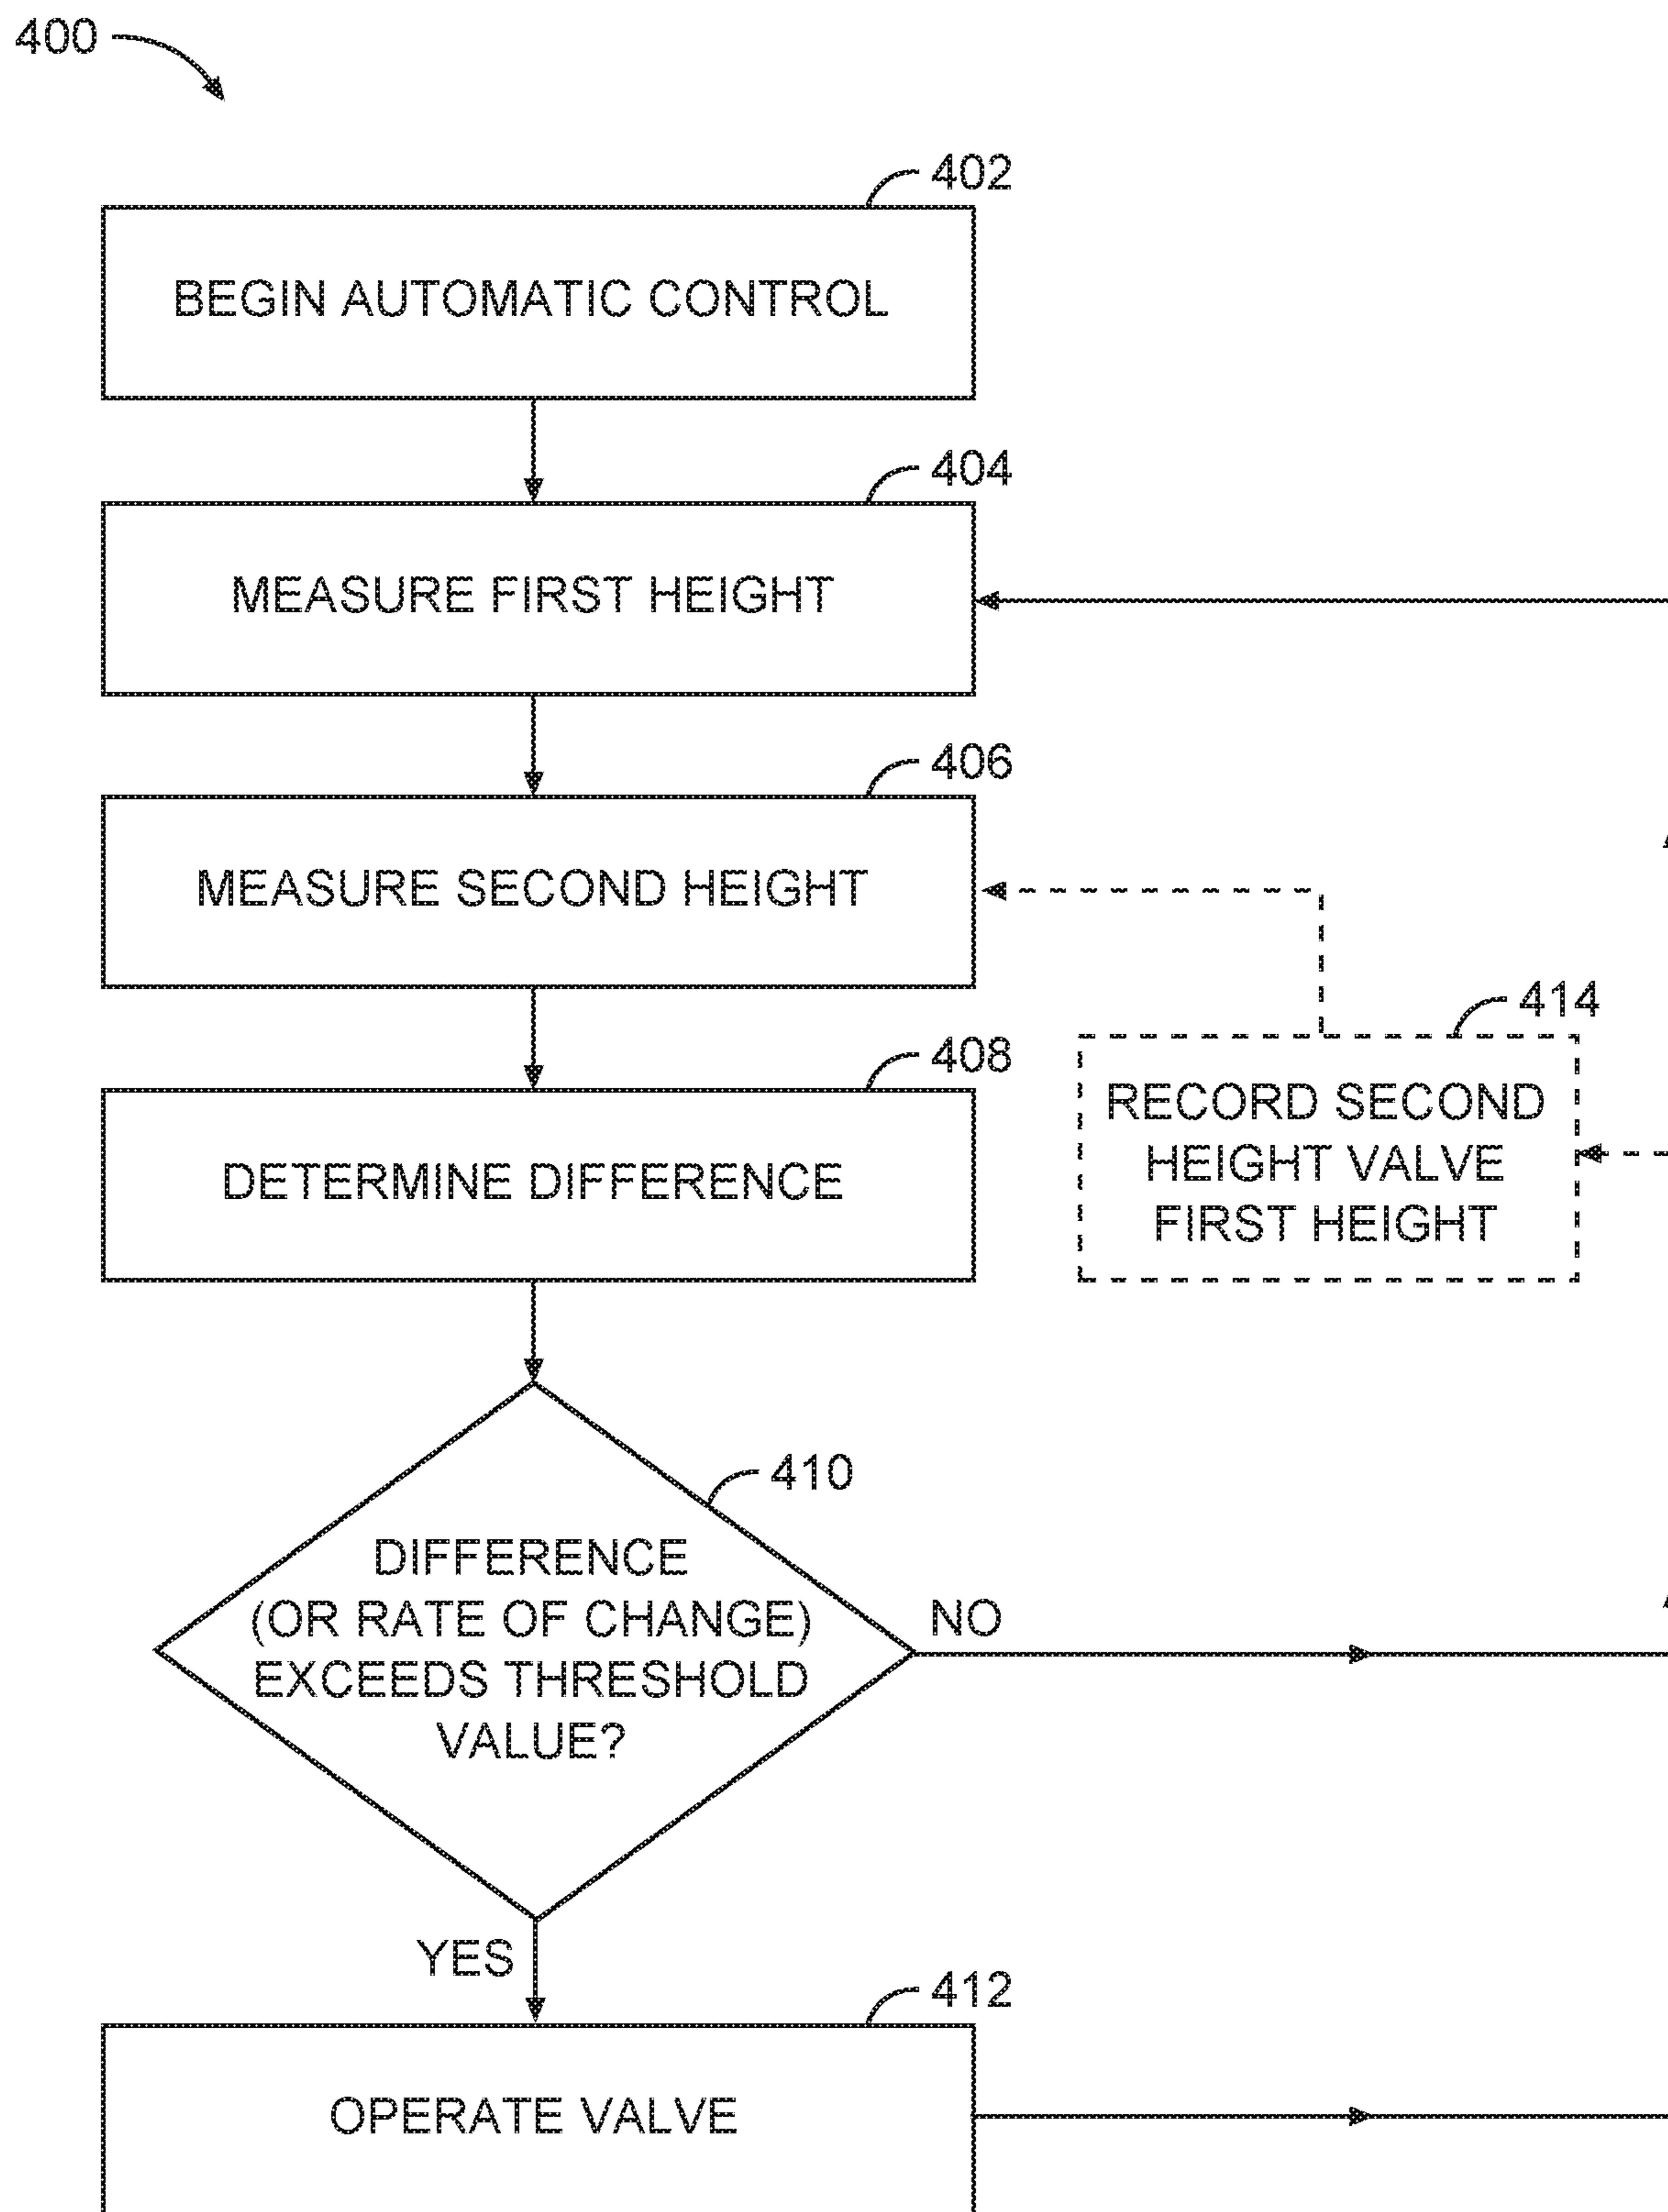 400
402
BEGIN AUTOMATIC CONTROL
404
MEASURE FIRST HEIGHT
406
MEASURE SECOND HEIGHT
408
DETERMINE DIFFERENCE
414
RECORD SECOND
HEIGHT VALVE
FIRST HEIGHT
410
DIFFERENCE
(OR RATE OF CHANGE)
EXCEEDS THRESHOLD
VALUE?
NO
YES
412
OPERATE VALVE